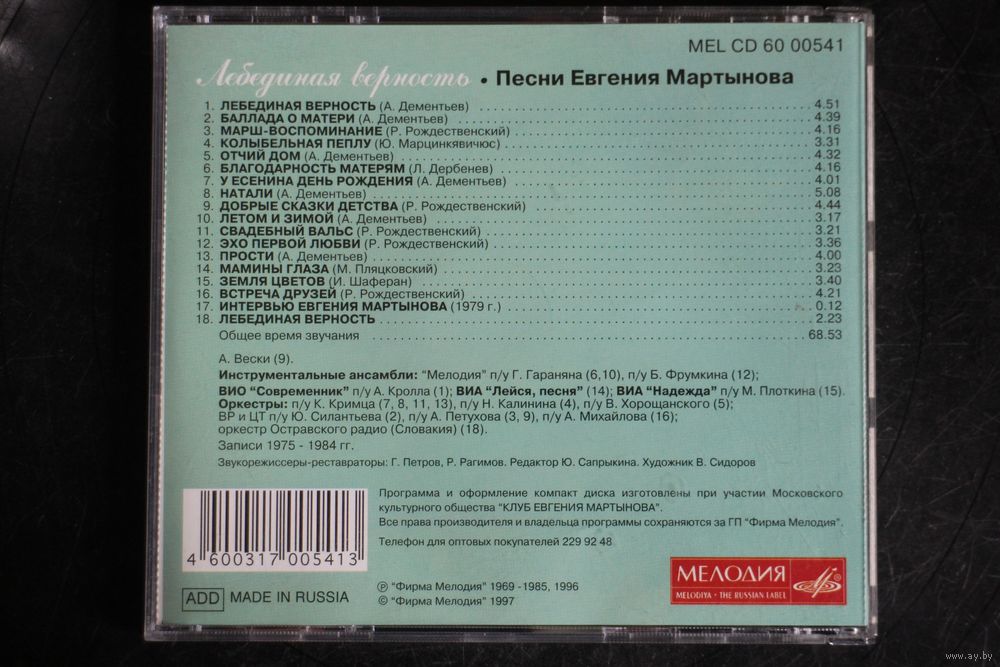 MEL CD 60 00541
Лебединая верность • Песни Евгения Мартынова
1. ЛЕБЕДИНАЯ ВЕРНОСТЬ (А. Дементьев) 4.51
2. БАЛЛАДА О МАТЕРИ (А. Дементьев) 4.39
3. МАРШ-ВОСПОМИНАНИЕ (Р. Рождественский) 4.16
4. КОЛЫБЕЛЬНАЯ ПЕПЛУ (Ю. Марцинкявичюс) 3.31
5. ОТЧИЙ ДОМ (А. Дементьев) 4.32
6. БЛАГОДАРНОСТЬ МАТЕРЯМ (Л. Дербенев) 4.16
7. У ЕСЕНИНА ДЕНЬ РОЖДЕНИЯ (А. Дементьев) 4.01
8. НАТАЛИ (А. Дементьев) 5.08
9. ДОБРЫЕ СКАЗКИ ДЕТСТВА (Р. Рождественский) 4.44
10. ЛЕТОМ И ЗИМОЙ (А. Дементьев) 3.17
11. СВАДЕБНЫЙ ВАЛЬС (Р. Рождественский) 3.21
12. ЭХО ПЕРВОЙ ЛЮБВИ (Р. Рождественский) 3.36
13. ПРОСТИ (А. Дементьев) 4.00
14. МАМИНЫ ГЛАЗА (М. Пляцковский) 3.23
15. ЗЕМЛЯ ЦВЕТОВ (И. Шаферан) 3.40
16. ВСТРЕЧА ДРУЗЕЙ (Р. Рождественский) 4.21
17. ИНТЕРВЬЮ ЕВГЕНИЯ МАРТЫНОВА (1979 г.) 0.12
18. ЛЕБЕДИНАЯ ВЕРНОСТЬ 2.23
Общее время звучания 68.53
А. Вески (9).
Инструментальные ансамбли: "Мелодия" п/у Г. Гараняна (6,10), п/у Б. Фрумкина (12);
ВИО "Современник" п/у А. Кролла (1); ВИА "Лейся, песня" (14); ВИА "Надежда" п/у М. Плоткина (15).
Оркестры: п/у К. Кримца (7, 8, 11, 13), п/у Н. Калинина (4), п/у В. Хорощанского (5);
ВР и ЦТ п/у Ю. Силантьева (2), п/у А. Петухова (3, 9), п/у А. Михайлова (16);
оркестр Остравского радио (Словакия) (18).
Записи 1975 - 1984 гг.
Звукорежиссеры-реставраторы: Г. Петров, Р. Рагимов. Редактор Ю. Сапрыкина. Художник В. Сидоров
Программа и оформление компакт диска изготовлены при участии Московского
культурного общества "КЛУБ ЕВГЕНИЯ МАРТЫНОВА".
Все права производителя и владельца программы сохраняются за ГП "Фирма Мелодия".
Телефон для оптовых покупателей 229 92 48
4 600317 005413
ADD MADE IN RUSSIA
℗ "Фирма Мелодия" 1969 - 1985, 1996
© "Фирма Мелодия" 1997
МЕЛОДИЯ
MELODIYA • THE RUSSIAN LABEL
www.ay.by